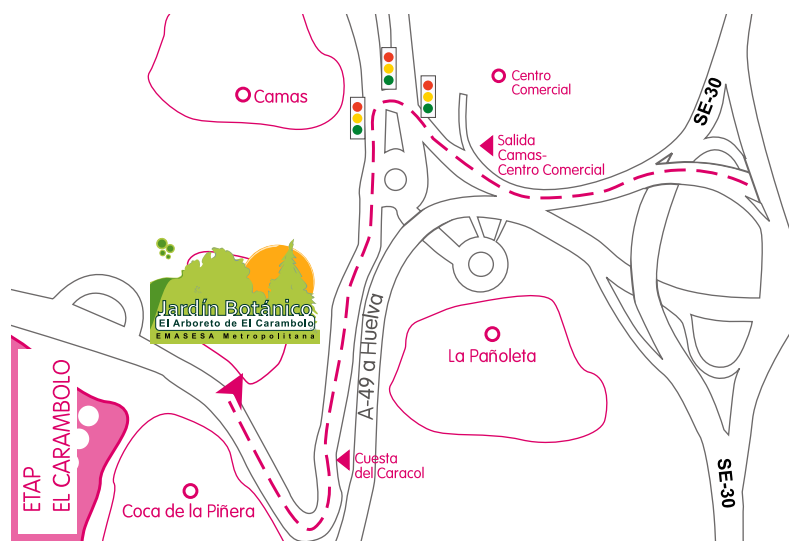 Camas
Centro
Comercial
SE-30
Salida
Camas-
Centro Comercial
Jardín Botánico
El Arboreto de El Carambolo
EMASESA Metropolitana
A-49 a Huelva
La Pañoleta
ETAP
EL CARAMBOLO
Cuesta
del Caracol
Coca de la Piñera
SE-30